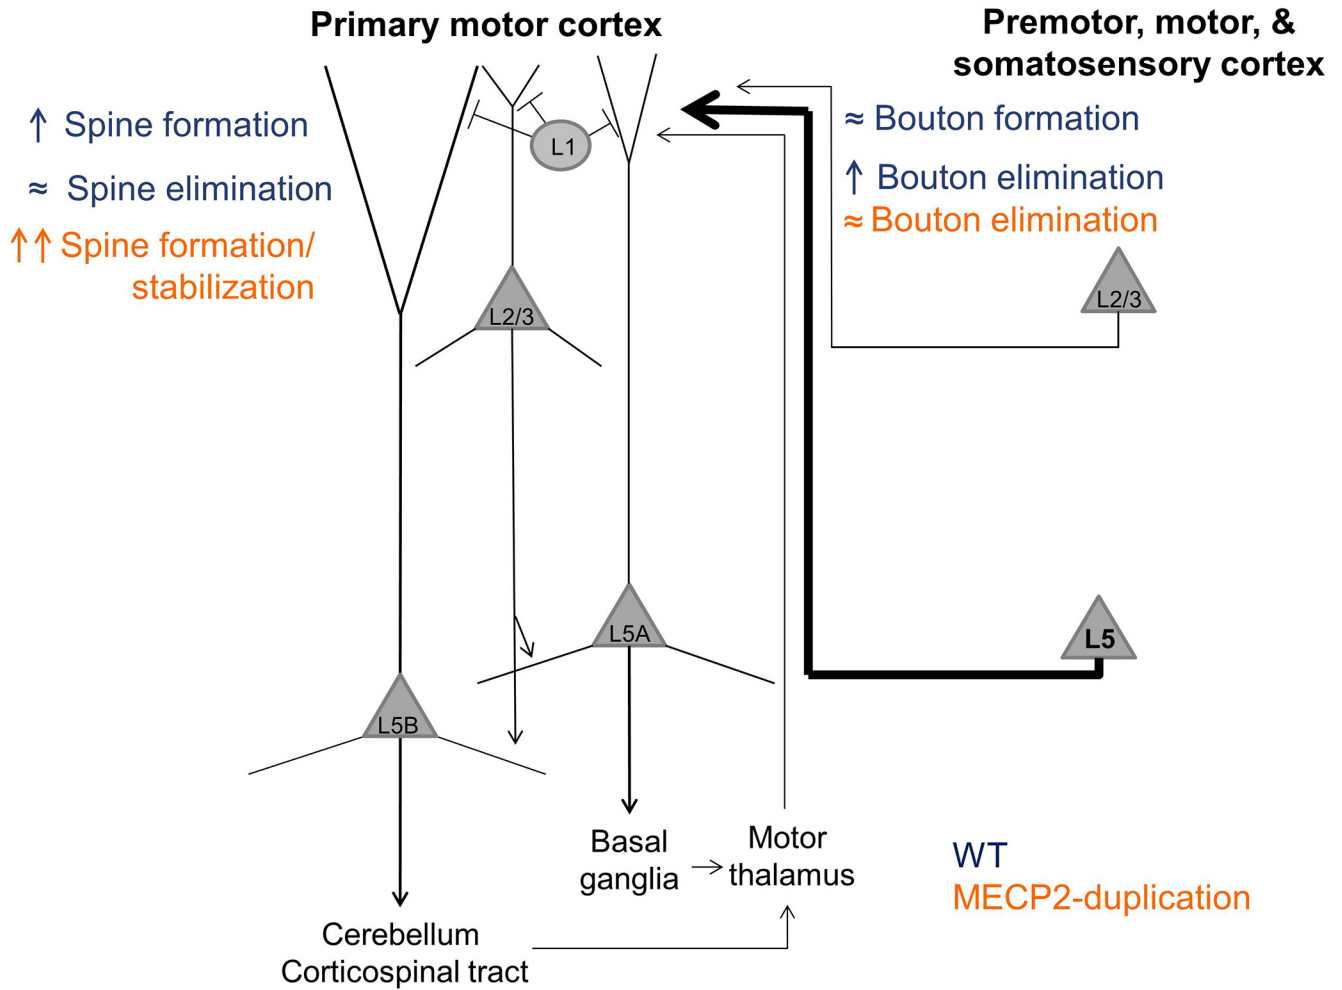 Primary motor cortex
Premotor, motor, &
somatosensory cortex
↑ Spine formation
≈ Spine elimination
↑↑ Spine formation/
stabilization
L1
≈ Bouton formation
↑ Bouton elimination
≈ Bouton elimination
L2/3
L2/3
L5A
L5
L5B
Basal
ganglia
Motor
thalamus
Cerebellum
Corticospinal tract
WT
MECP2-duplication